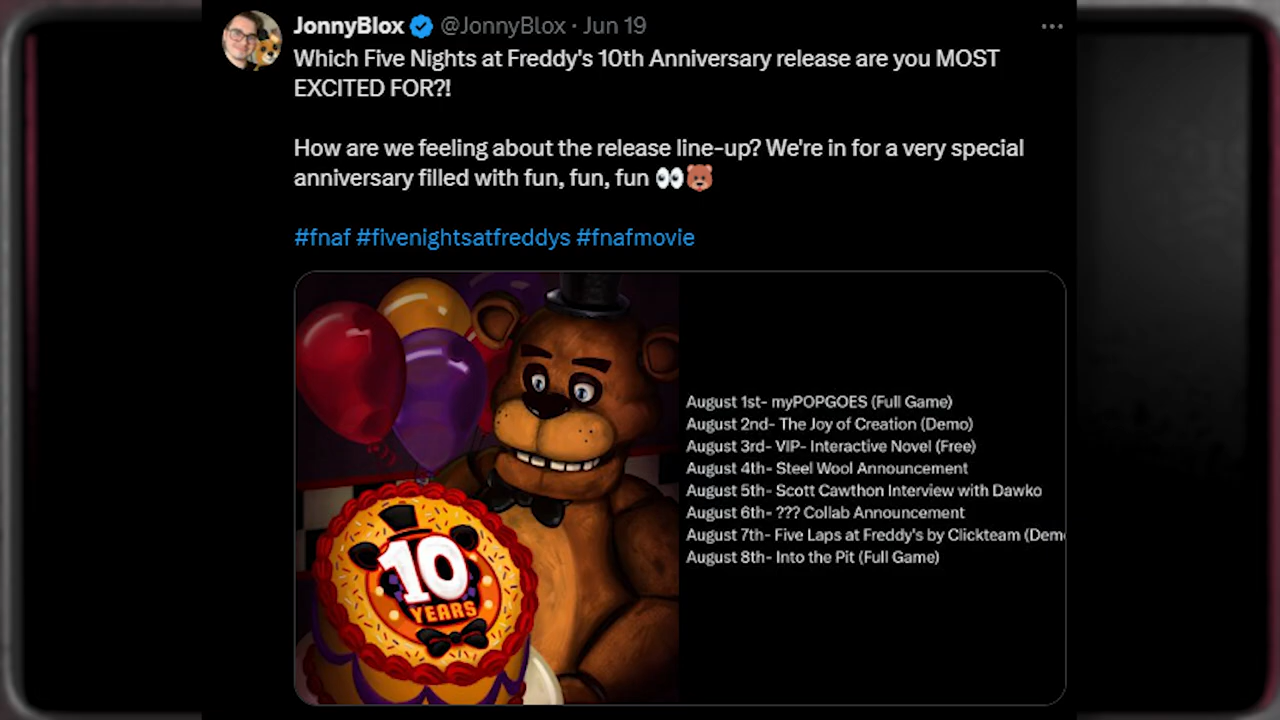 JonnyBlox @JonnyBlox · Jun 19
Which Five Nights at Freddy's 10th Anniversary release are you MOST
EXCITED FOR?!
How are we feeling about the release line-up? We're in for a very special
anniversary filled with fun, fun, fun 👀🐻
#fnaf #fivenightsatfreddys #fnafmovie
10
YEARS
August 1st- myPOPGOES (Full Game)
August 2nd- The Joy of Creation (Demo)
August 3rd- VIP- Interactive Novel (Free)
August 4th- Steel Wool Announcement
August 5th- Scott Cawthon Interview with Dawko
August 6th- ??? Collab Announcement
August 7th- Five Laps at Freddy's by Clickteam (Dem
August 8th- Into the Pit (Full Game)